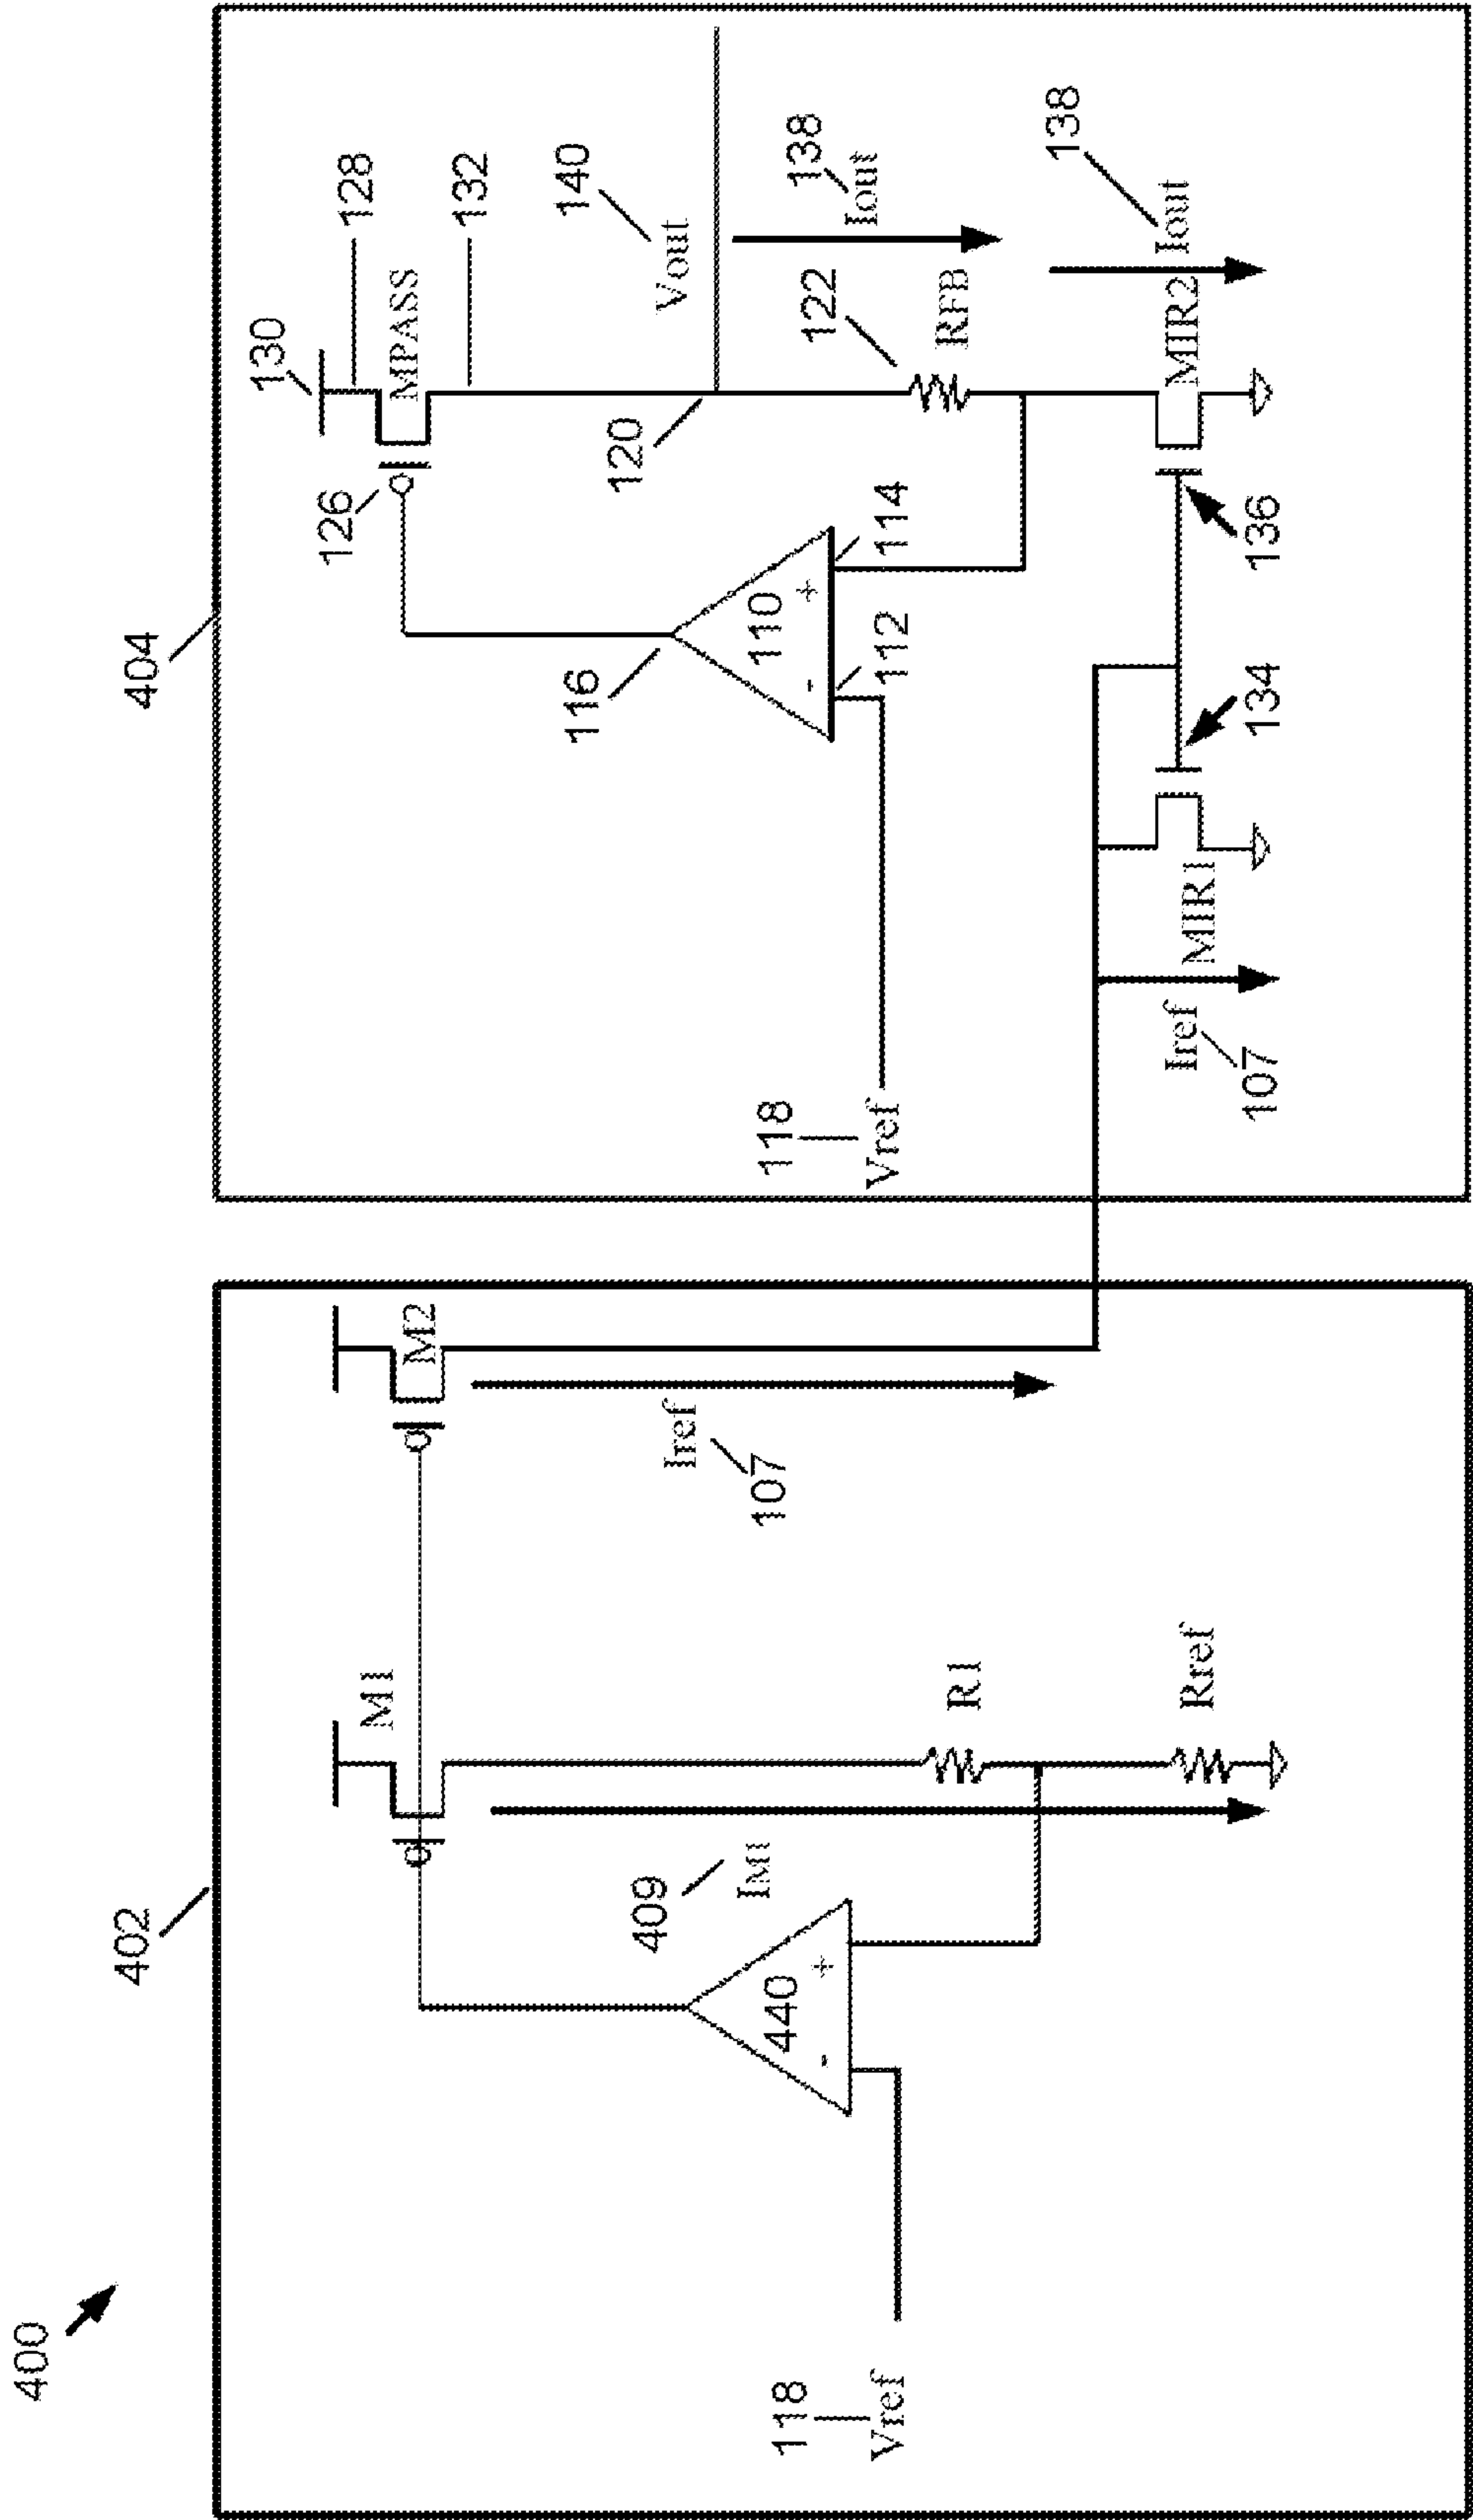 400
402
404
M1
M2
130
128
MPASS
126
132
409
IM1
440
-
+
118
Vref
R1
Rref
Iref
107
116
110
-
+
112
114
118
Vref
120
140
Vout
138
Iout
122
RFB
138
Iout
MIR2
136
134
MIR1
Iref
107